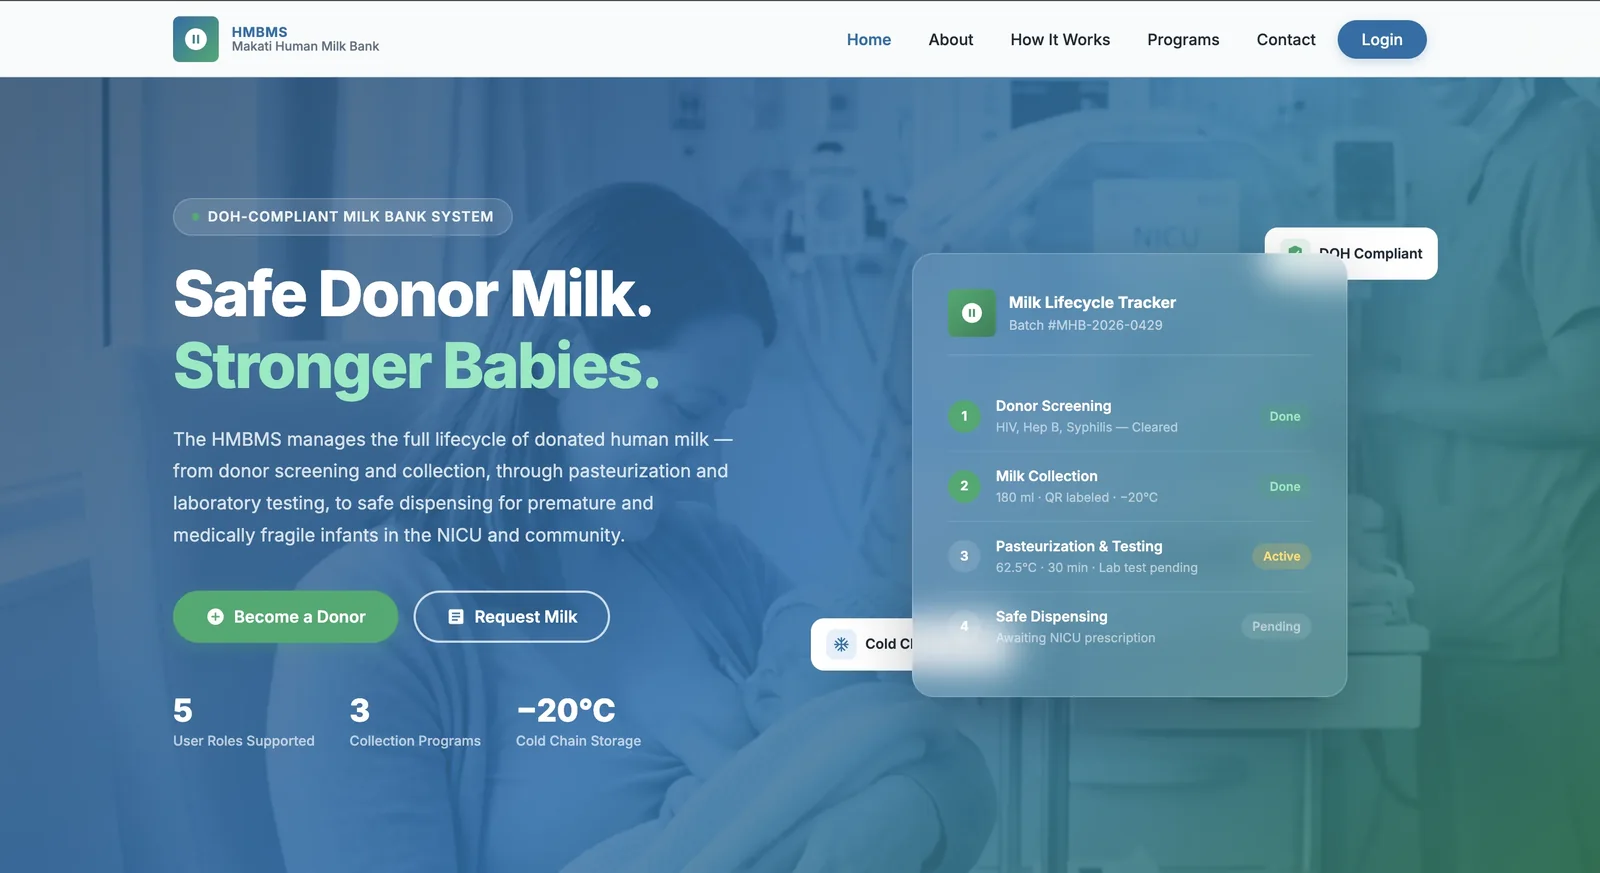 HMBMS
Makati Human Milk Bank
Home
About
How It Works
Programs
Contact
Login
DOH-COMPLIANT MILK BANK SYSTEM
Safe Donor Milk.
Stronger Babies.
The HMBMS manages the full lifecycle of donated human milk —
from donor screening and collection, through pasteurization and
laboratory testing, to safe dispensing for premature and
medically fragile infants in the NICU and community.
Become a Donor
Request Milk
5
User Roles Supported
3
Collection Programs
−20°C
Cold Chain Storage
NICU
DOH Compliant
Milk Lifecycle Tracker
Batch #MHB-2026-0429
1
Donor Screening
HIV, Hep B, Syphilis — Cleared
Done
2
Milk Collection
180 ml · QR labeled · −20°C
Done
3
Pasteurization & Testing
62.5°C · 30 min · Lab test pending
Active
4
Safe Dispensing
Awaiting NICU prescription
Pending
Cold